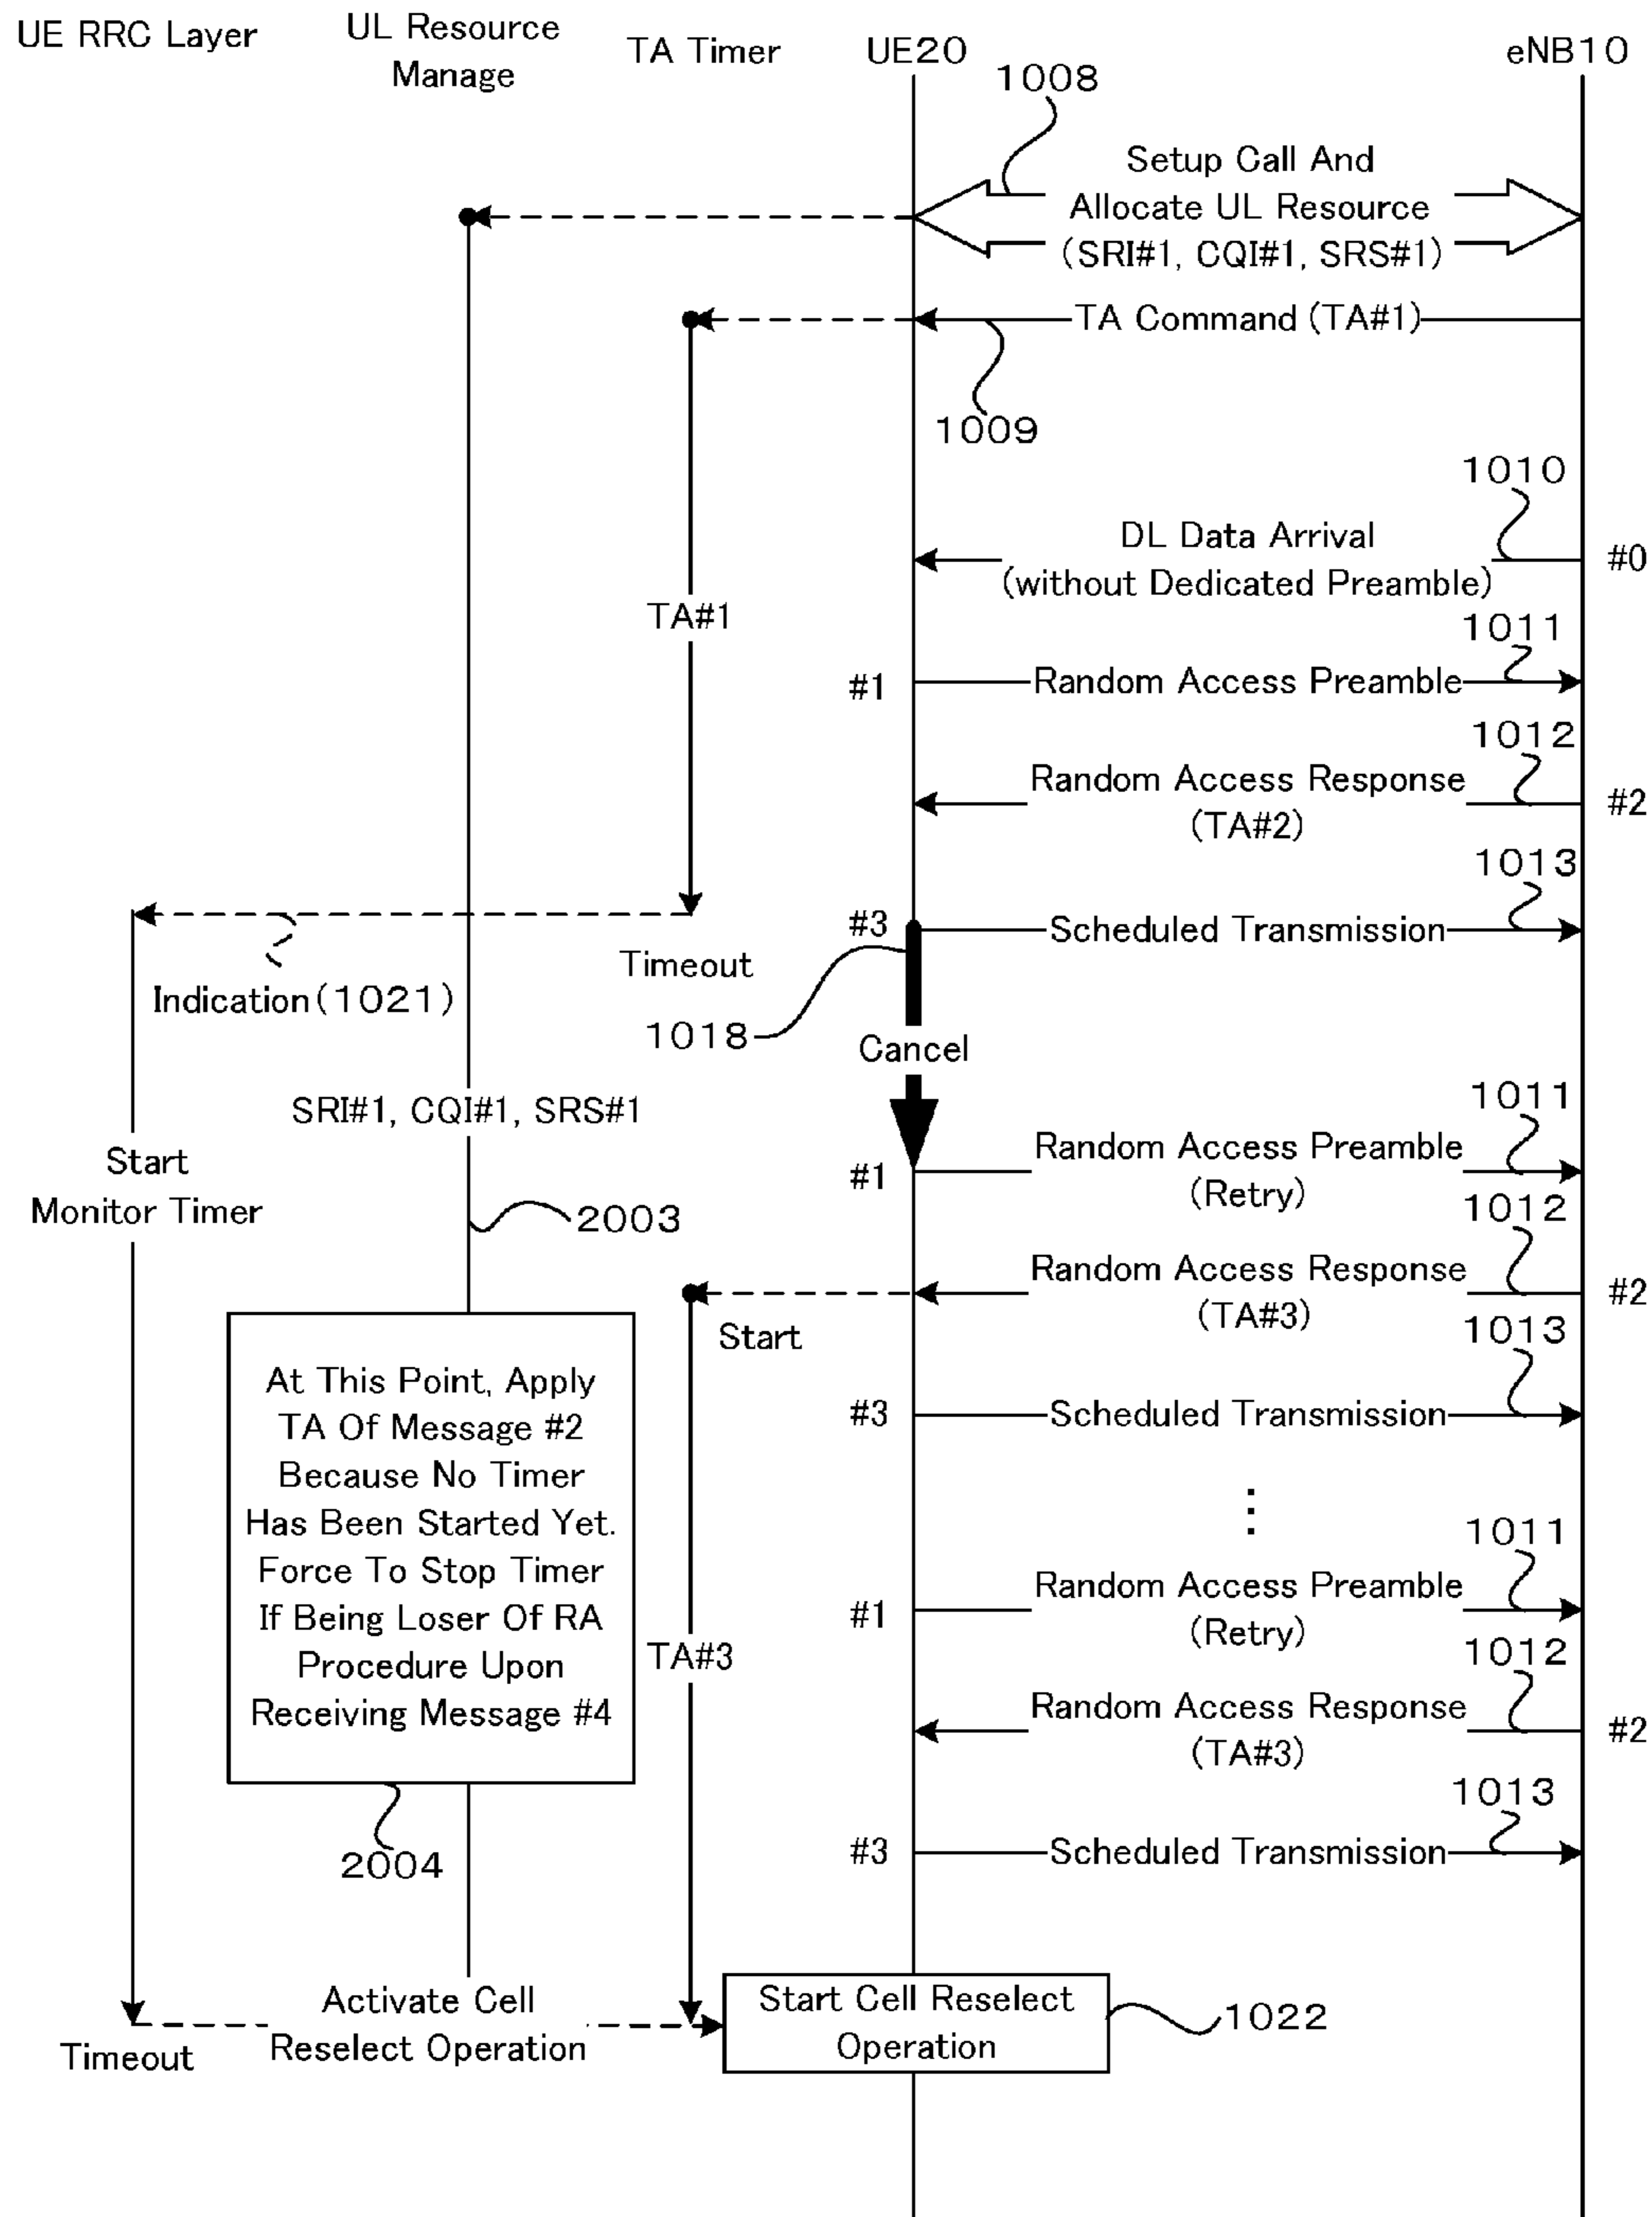 UE RRC Layer
UL Resource
Manage
TA Timer
UE20
eNB10
1008
Setup Call And
Allocate UL Resource
(SRI#1, CQI#1, SRS#1)
TA Command (TA#1)
1009
1010
DL Data Arrival
(without Dedicated Preamble)
#0
TA#1
1011
#1
Random Access Preamble
1012
Random Access Response
(TA#2)
#2
1013
#3
Scheduled Transmission
Timeout
Indication(1021)
1018
Cancel
SRI#1, CQI#1, SRS#1
1011
Start
Monitor Timer
#1
Random Access Preamble
(Retry)
2003
1012
Random Access Response
(TA#3)
#2
Start
1013
At This Point, Apply
TA Of Message #2
Because No Timer
Has Been Started Yet.
Force To Stop Timer
If Being Loser Of RA
Procedure Upon
Receiving Message #4
#3
Scheduled Transmission
1011
#1
Random Access Preamble
(Retry)
TA#3
1012
Random Access Response
(TA#3)
#2
1013
2004
#3
Scheduled Transmission
Timeout
Activate Cell
Reselect Operation
Start Cell Reselect
Operation
1022